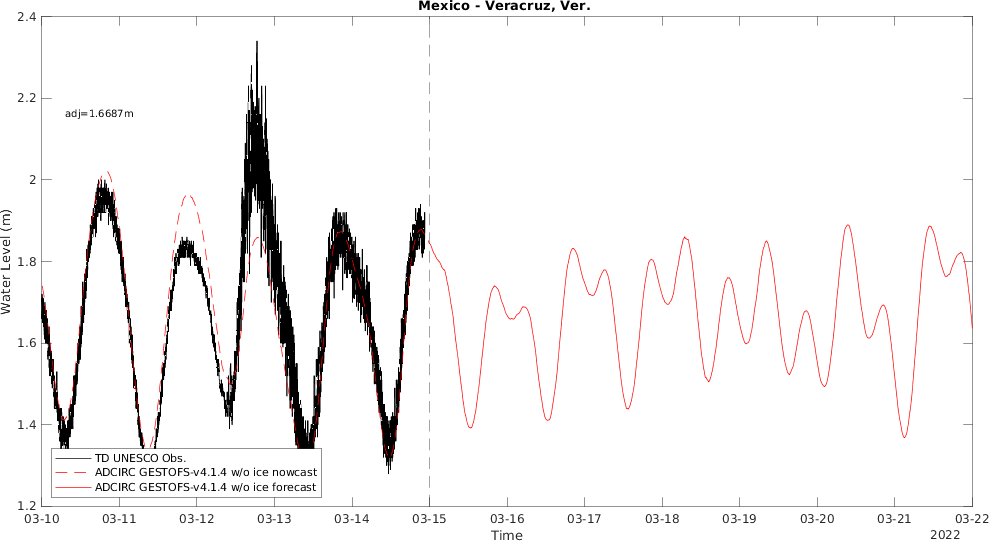 Mexico - Veracruz, Ver.
2.4
2.2
2
1.8
1.6
1.4
1.2
Water Level (m)
adj=1.6687m
TD UNESCO Obs.
ADCIRC GESTOFS-v4.1.4 w/o ice nowcast
ADCIRC GESTOFS-v4.1.4 w/o ice forecast
03-10 03-11 03-12 03-13 03-14 03-15 03-16 03-17 03-18 03-19 03-20 03-21 03-22
Time
2022